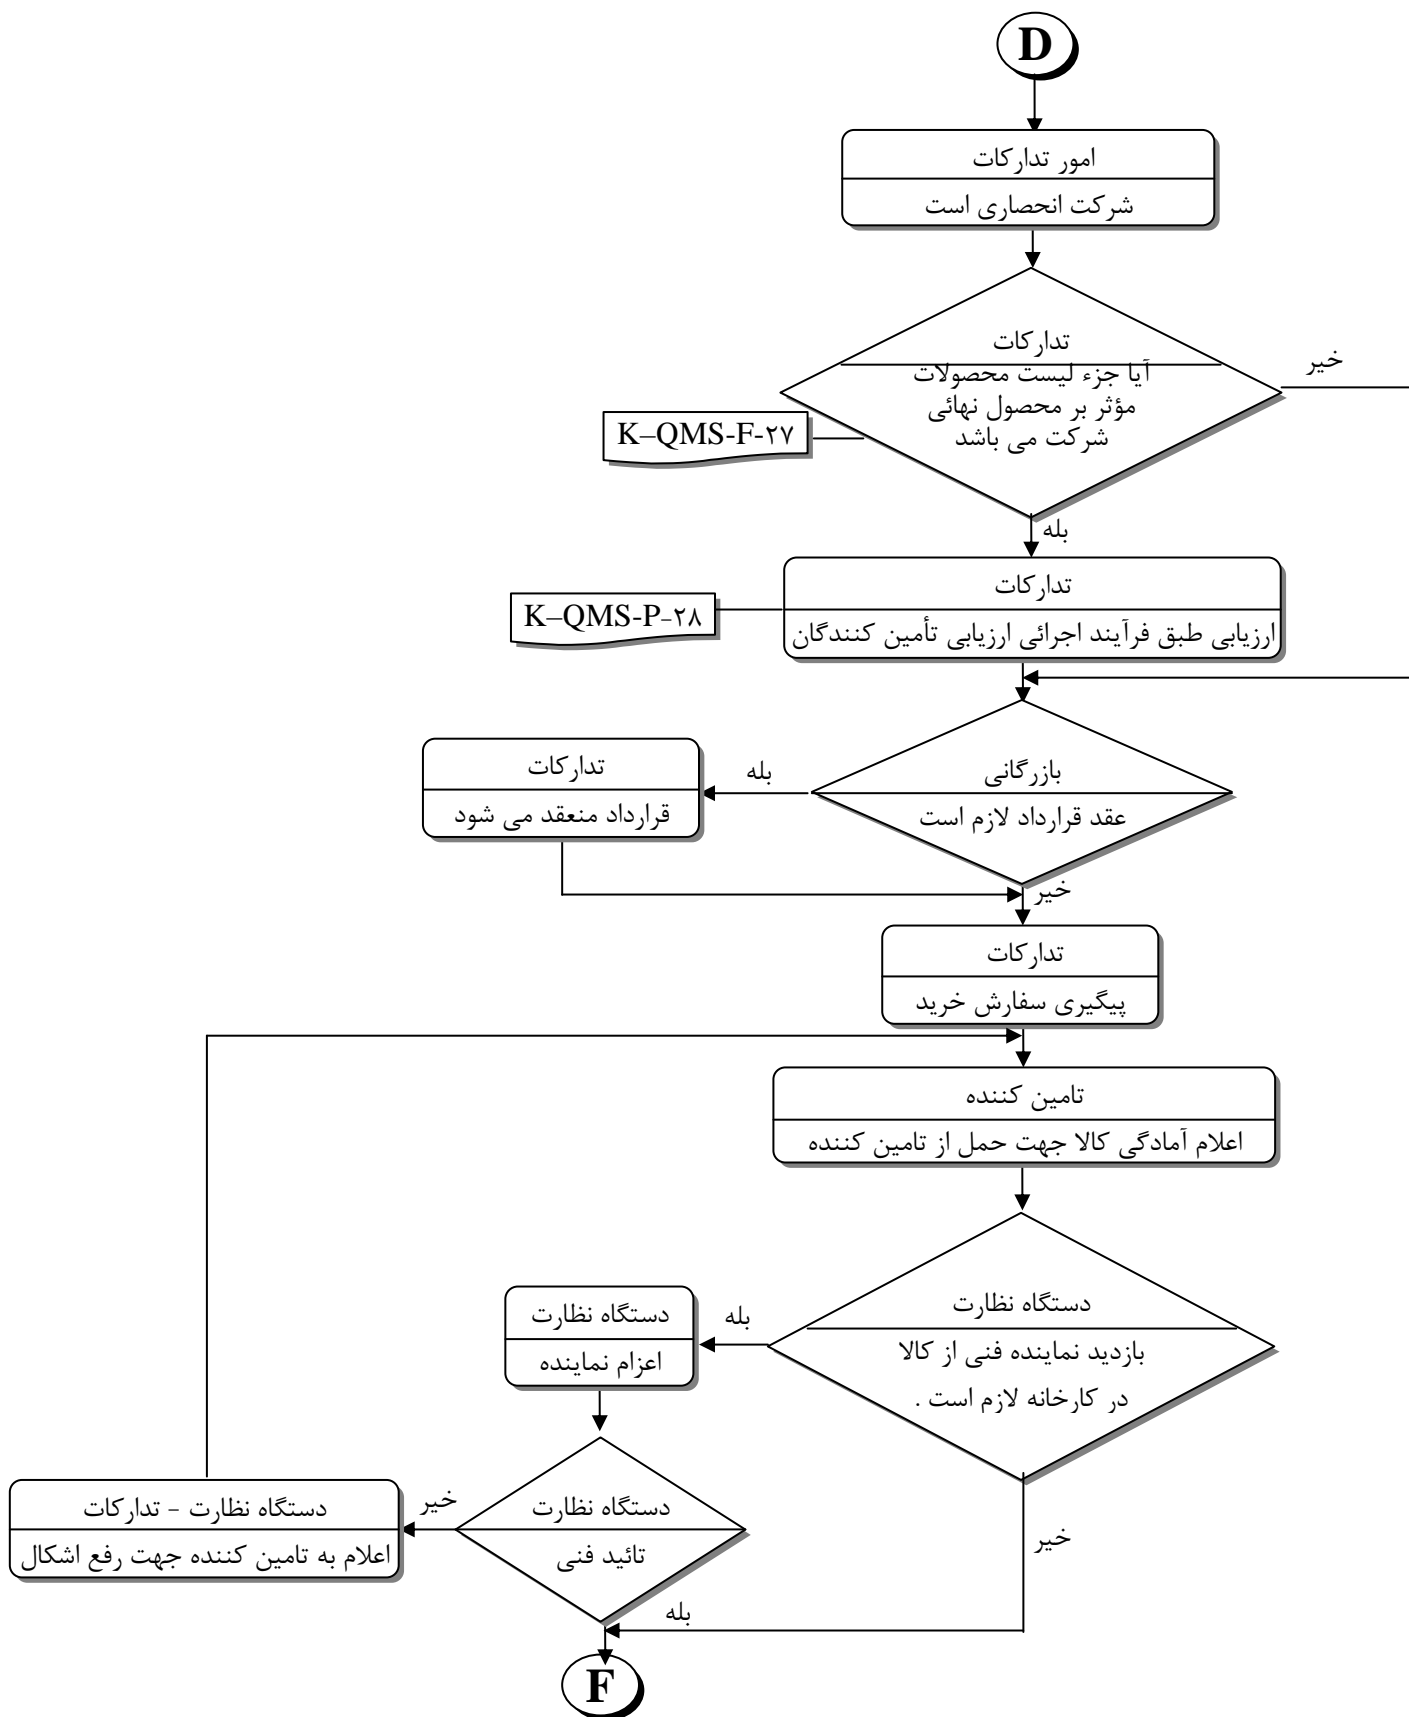 D
امور تدارکات
شرکت انحصاری است
تدارکات
آیا جزء لیست محصولات
مؤثر بر محصول نهائی
شرکت می باشد
خیر
K–QMS-F-۲۷
بله
تدارکات
ارزیابی طبق فرآیند اجرائی ارزیابی تأمین کنندگان
K–QMS-P-۲۸
بازرگانی
عقد قرارداد لازم است
بله
تدارکات
قرارداد منعقد می شود
خیر
تدارکات
پیگیری سفارش خرید
تامین کننده
اعلام آمادگی کالا جهت حمل از تامین کننده
دستگاه نظارت
بازدید نماینده فنی از کالا
در کارخانه لازم است .
بله
دستگاه نظارت
اعزام نماینده
دستگاه نظارت
تائید فنی
خیر
دستگاه نظارت - تدارکات
اعلام به تامین کننده جهت رفع اشکال
خیر
بله
F